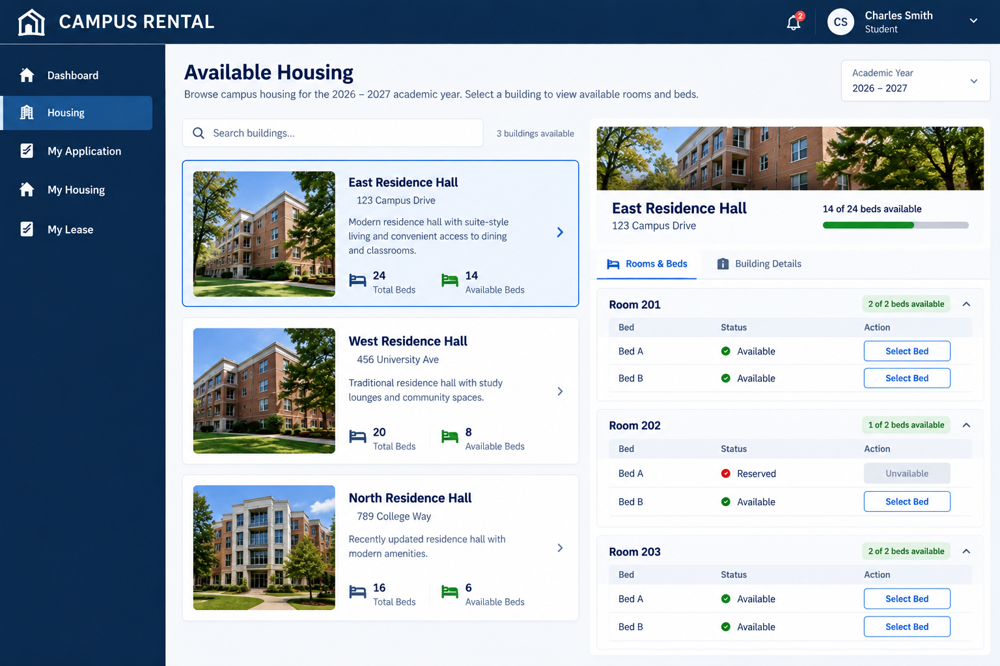 CAMPUS RENTAL
2
CS
Charles Smith
Student
Dashboard
Housing
My Application
My Housing
My Lease
Available Housing
Browse campus housing for the 2026 – 2027 academic year. Select a building to view available rooms and beds.
Academic Year
2026 – 2027
Search buildings...
3 buildings available
East Residence Hall
123 Campus Drive
Modern residence hall with suite-style
living and convenient access to dining
and classrooms.
24
Total Beds
14
Available Beds
West Residence Hall
456 University Ave
Traditional residence hall with study
lounges and community spaces.
20
Total Beds
8
Available Beds
North Residence Hall
789 College Way
Recently updated residence hall with
modern amenities.
16
Total Beds
6
Available Beds
East Residence Hall
123 Campus Drive
14 of 24 beds available
Rooms & Beds
Building Details
Room 201
2 of 2 beds available
Bed Status Action
Bed A Available Select Bed
Bed B Available Select Bed
Room 202
1 of 2 beds available
Bed Status Action
Bed A Reserved Unvailable
Bed B Available Select Bed
Room 203
2 of 2 beds available
Bed Status Action
Bed A Available Select Bed
Bed B Available Select Bed